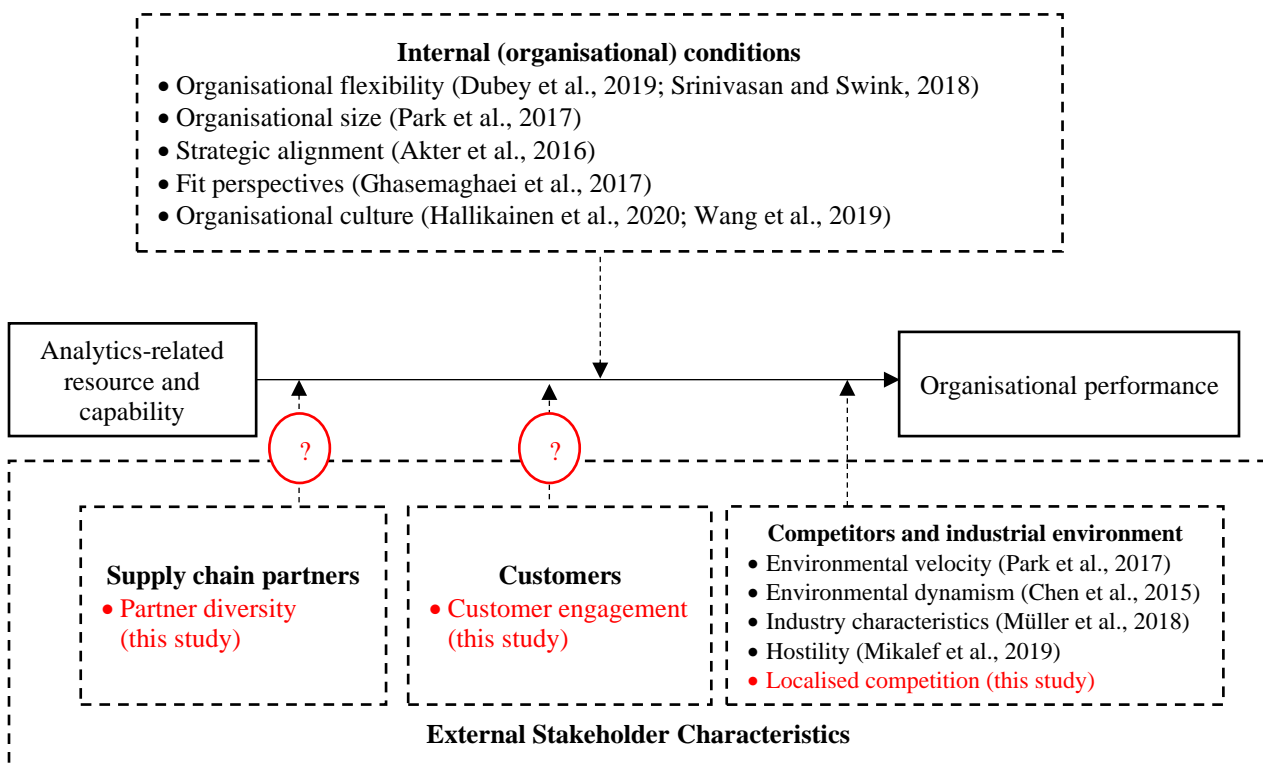 Internal (organisational) conditions
• Organisational flexibility (Dubey et al., 2019; Srinivasan and Swink, 2018)
• Organisational size (Park et al., 2017)
• Strategic alignment (Akter et al., 2016)
• Fit perspectives (Ghasemaghaei et al., 2017)
• Organisational culture (Hallikainen et al., 2020; Wang et al., 2019)
Analytics-related
resource and
capability
Organisational performance
?
?
Supply chain partners
• Partner diversity
(this study)
Customers
• Customer engagement
(this study)
Competitors and industrial environment
• Environmental velocity (Park et al., 2017)
• Environmental dynamism (Chen et al., 2015)
• Industry characteristics (Müller et al., 2018)
• Hostility (Mikalef et al., 2019)
• Localised competition (this study)
External Stakeholder Characteristics